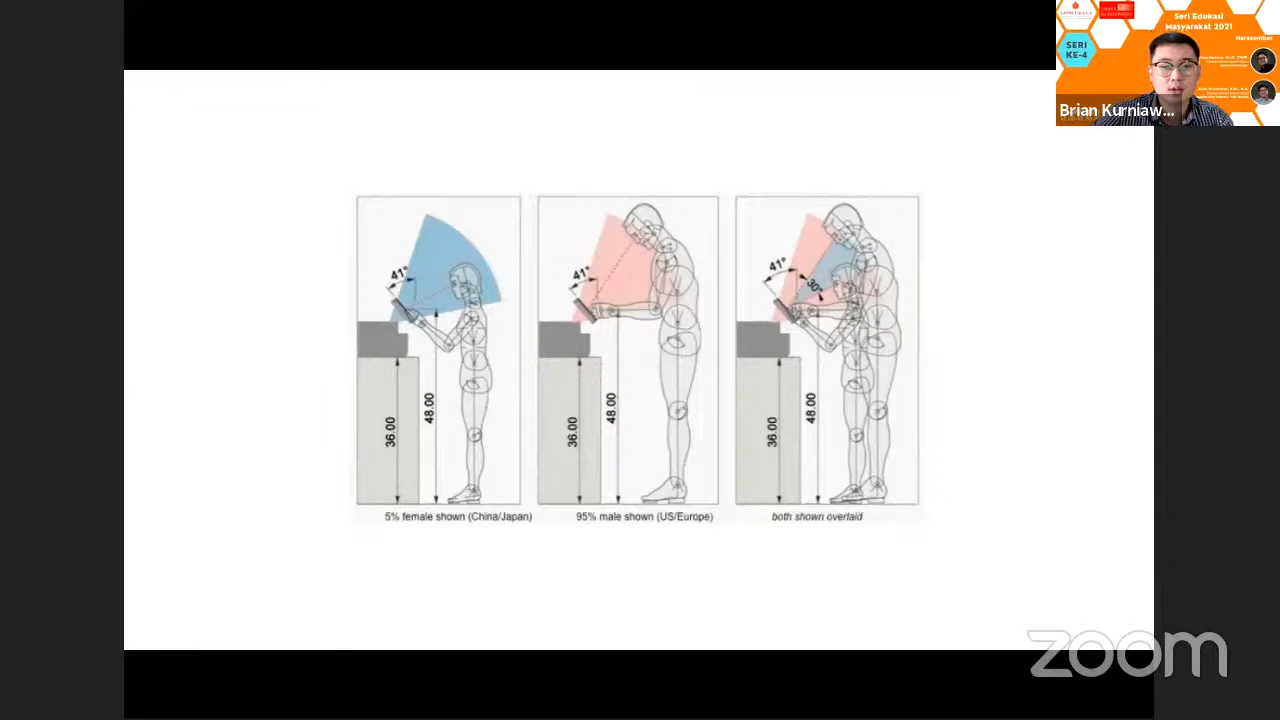 Seri Edukasi
Masyarakat 2021
Narasumber
SERI
KE-4
Brian Kurniaw...
41°
36.00
48.00
5% female shown (China/Japan)
41°
36.00
48.00
95% male shown (US/Europe)
41°
30°
36.00
48.00
both shown overlaid
zoom